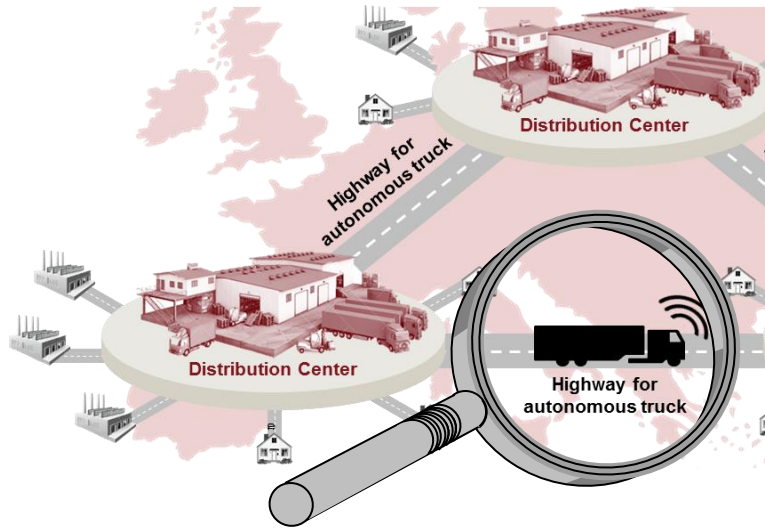 Distribution Center
Highway for
autonomous truck
Distribution Center
Highway for
autonomous truck
e